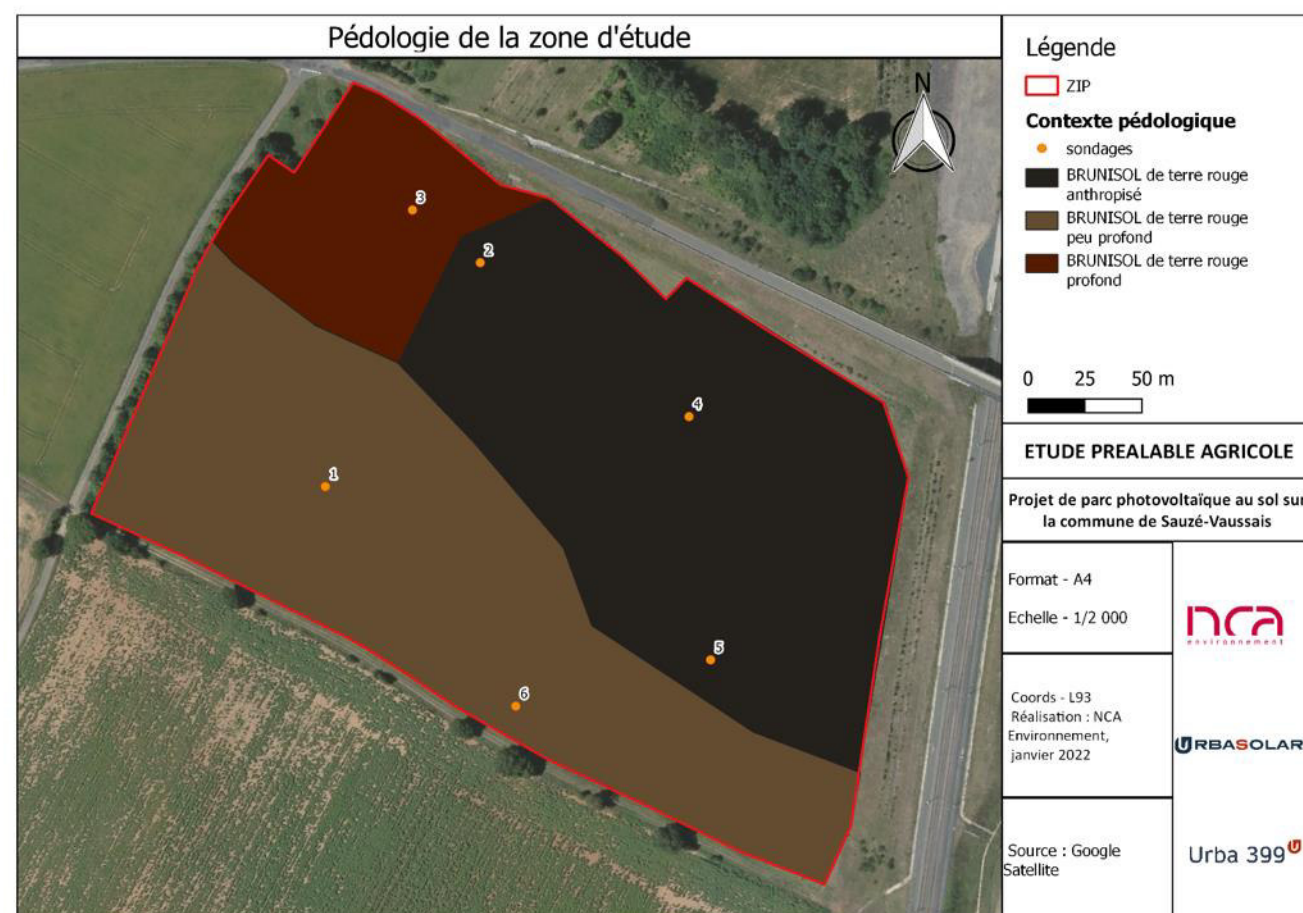 Pédologie de la zone d'étude
N
3
2
4
1
5
6
Légende
ZIP
Contexte pédologique
sondages
BRUNISOL de terre rouge
anthropisé
BRUNISOL de terre rouge
peu profond
BRUNISOL de terre rouge
profond
0 25 50 m
ETUDE PREALABLE AGRICOLE
Projet de parc photovoltaïque au sol sur
la commune de Sauzé-Vaussais
Format - A4
Echelle - 1/2 000
nca
environnement
Coords - L93
Réalisation : NCA
Environnement,
janvier 2022
URBASOLAR
Source : Google
Satellite
Urba 399